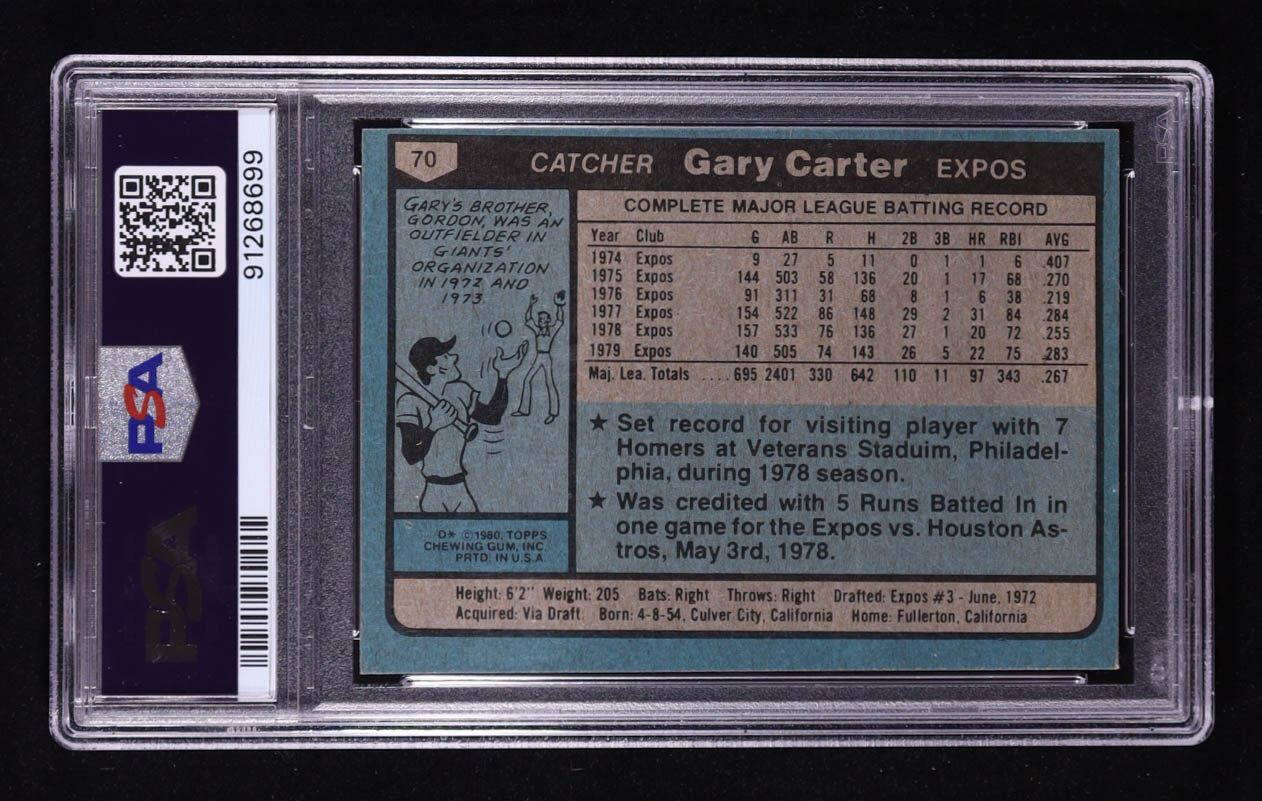 91268699
PSA
PSA
PSA
70 CATCHER Gary Carter EXPOS
GARY'S BROTHER,
GORDON, WAS AN
OUTFIELDER IN
GIANTS'
ORGANIZATION
IN 1972 AND
1973.
D* ©1980, TOPPS
CHEWING GUM, INC.
PRTD. IN U.S.A.
COMPLETE MAJOR LEAGUE BATTING RECORD
Year Club G AB R H 2B 3B HR RBI AVG
1974 Expos 9 27 5 11 0 1 1 6 .407
1975 Expos 144 503 58 136 20 1 17 68 .270
1976 Expos 91 311 31 68 8 1 6 38 .219
1977 Expos 154 522 86 148 29 2 31 84 .284
1978 Expos 157 533 76 136 27 1 20 72 .255
1979 Expos 140 505 74 143 26 5 22 75 .283
Maj. Lea. Totals .... 695 2401 330 642 110 11 97 343 .267
★ Set record for visiting player with 7
Homers at Veterans Staduim, Philadel-
phia, during 1978 season.
★ Was credited with 5 Runs Batted In in
one game for the Expos vs. Houston As-
tros, May 3rd, 1978.
Height: 6'2" Weight: 205 Bats: Right Throws: Right Drafted: Expos #3 - June, 1972
Acquired: Via Draft Born: 4-8-54, Culver City, California Home: Fullerton, California